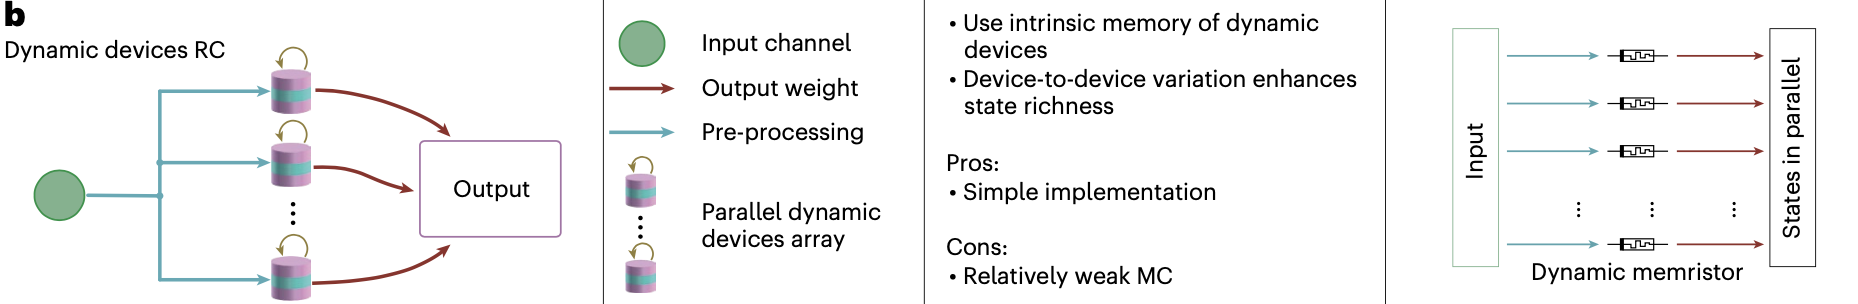 b
Dynamic devices RC
Output
Input channel
Output weight
Pre-processing
Parallel dynamic
devices array
• Use intrinsic memory of dynamic
devices
• Device-to-device variation enhances
state richness
Pros:
• Simple implementation
Cons:
• Relatively weak MC
Input
States in parallel
Dynamic memristor